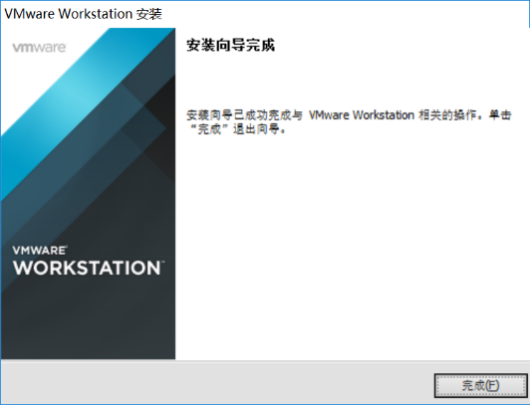 VMware Workstation 安装
vmware
安装向导完成
安装向导已成功完成与 VMware Workstation 相关的操作。单击
“完成”退出向导。
VMWARE®
WORKSTATION™
完成(F)